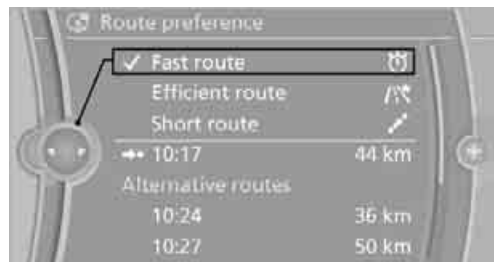 Route preference
Fast route
Efficient route
Short route
10:17 44 km
Alternative routes
10:24 36 km
10:27 50 km